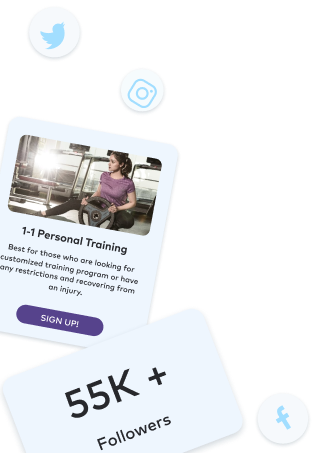 1-1 Personal Training
Best for those who are looking for
customized training program or have
any restrictions and recovering from
an injury.
SIGN UP!
55K +
Followers